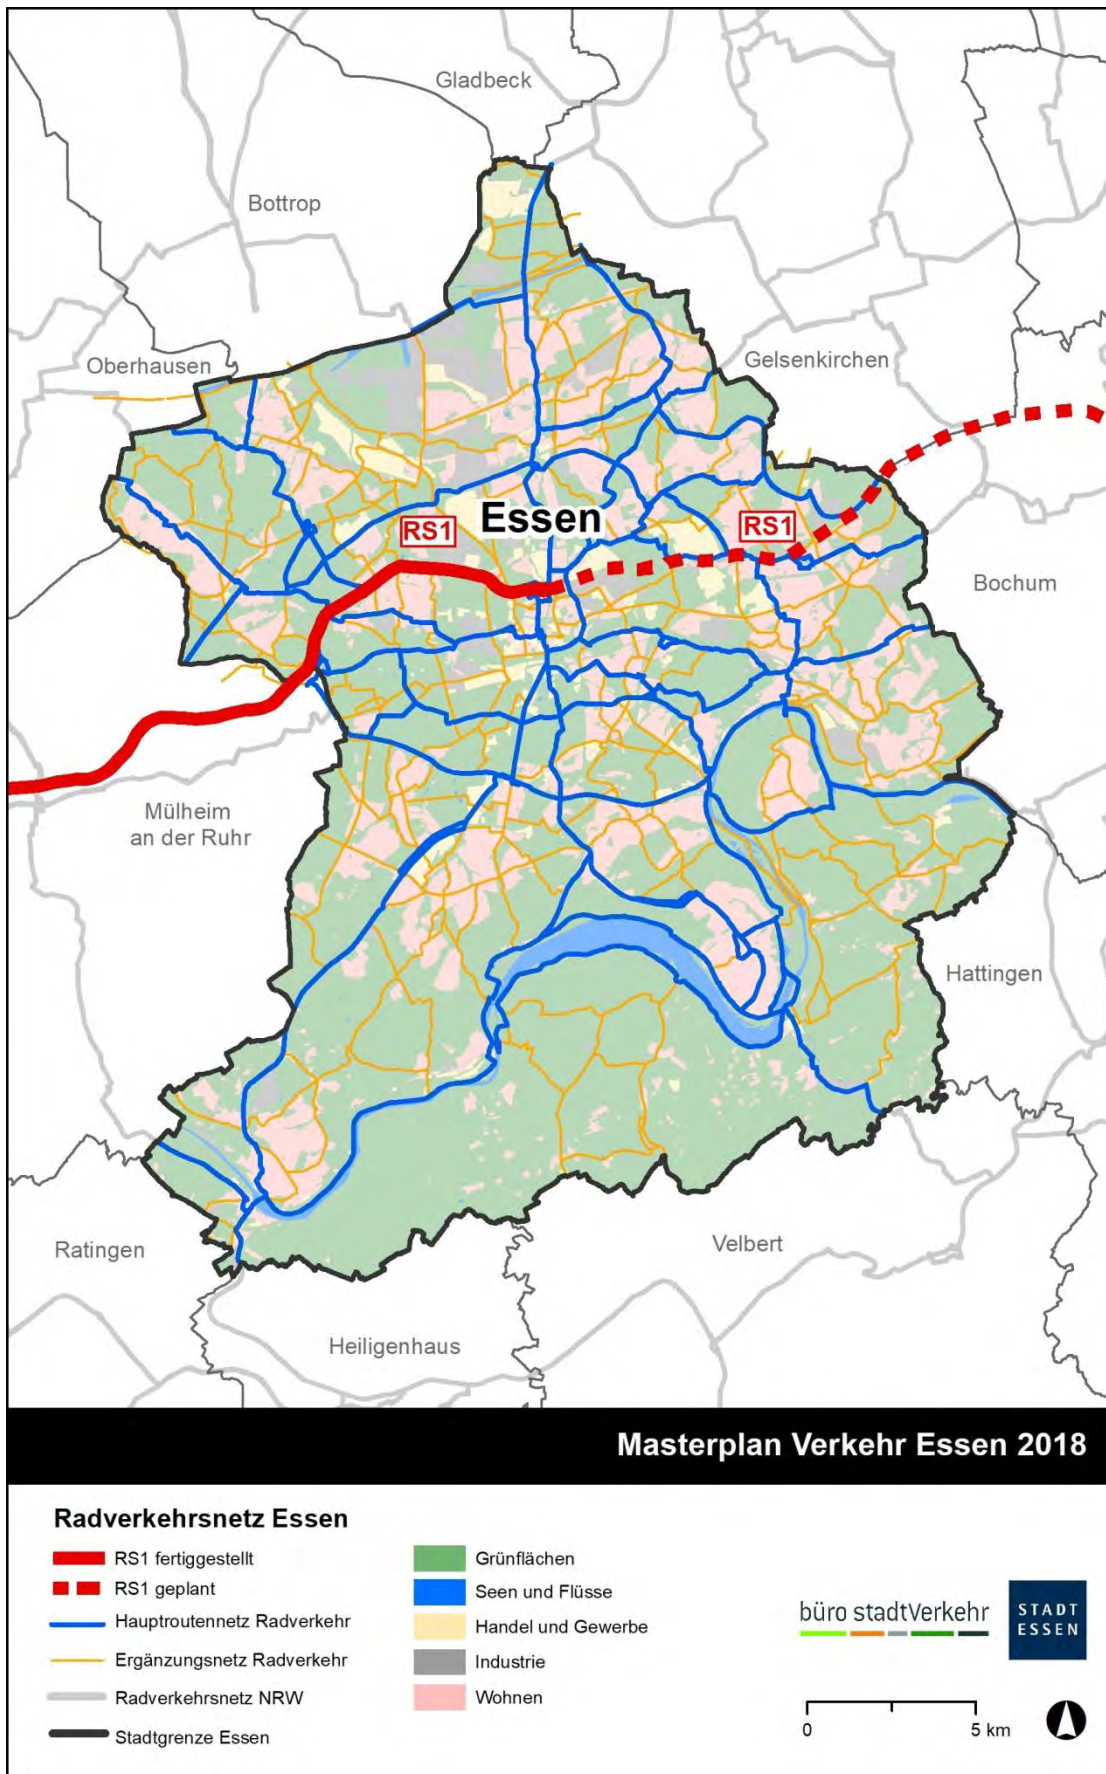 Gladbeck
Bottrop
Oberhausen
Gelsenkirchen
RS1
Essen
RS1
Bochum
Mülheim
an der Ruhr
Hattingen
Ratingen
Velbert
Heiligenhaus
Masterplan Verkehr Essen 2018
Radverkehrsnetz Essen
RS1 fertiggestellt
RS1 geplant
Hauptroutennetz Radverkehr
Ergänzungsnetz Radverkehr
Radverkehrsnetz NRW
Stadtgrenze Essen
Grünflächen
Seen und Flüsse
Handel und Gewerbe
Industrie
Wohnen
büro stadtVerkehr
STADT
ESSEN
0 5 km